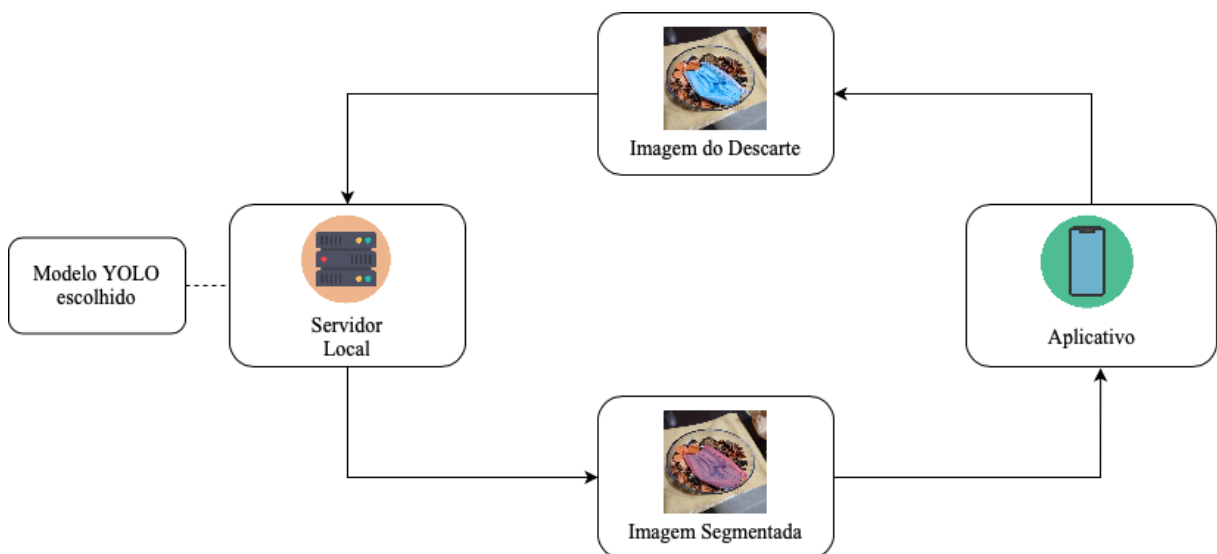 Imagem do Descarte
Modelo YOLO
escolhido
Servidor
Local
Aplicativo
Imagem Segmentada